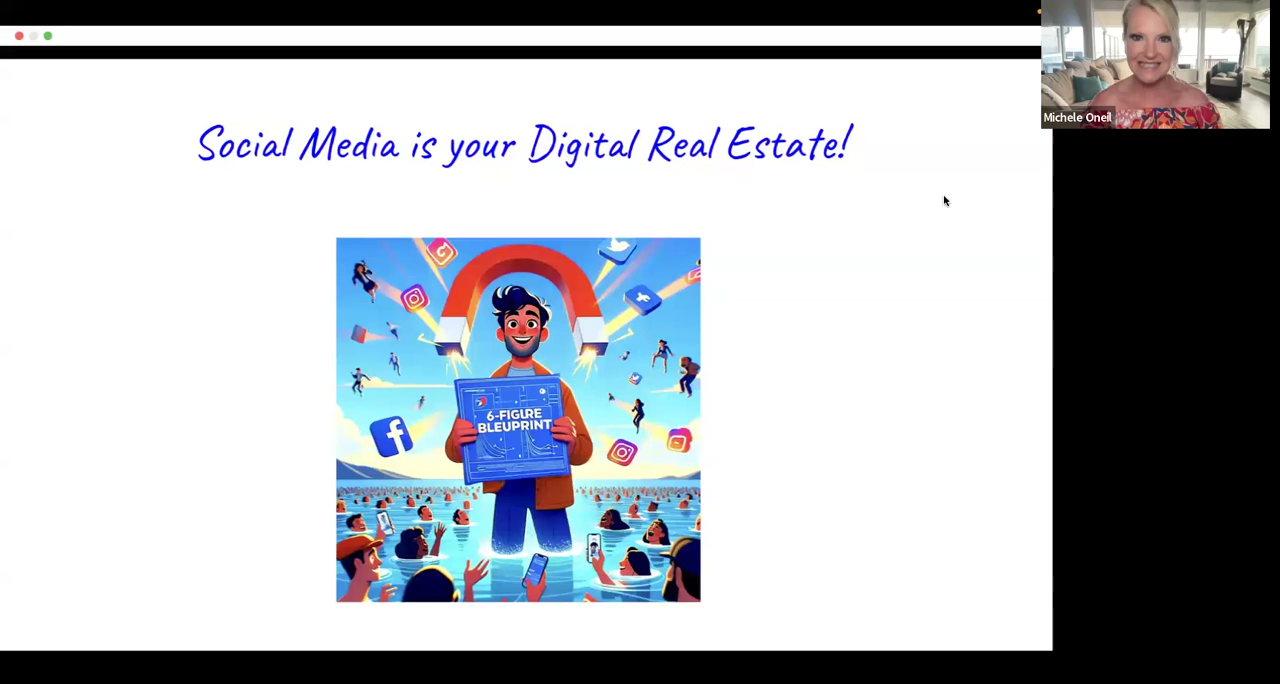 Michele Oneil
Social Media is your Digital Real Estate!
6-FIGURE
BLEUPRINT